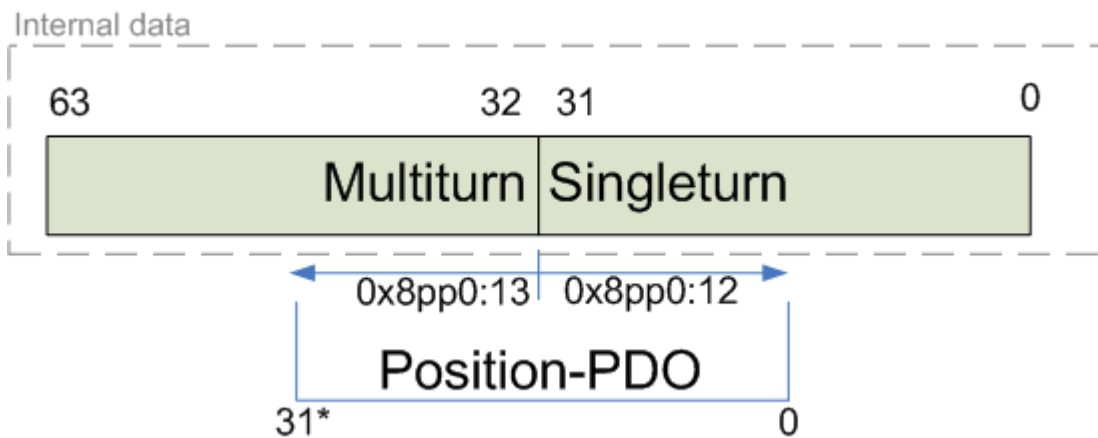 Internal data
63 32 31 0
Multiturn Singleturn
0x8pp0:13 0x8pp0:12
Position-PDO
31* 0